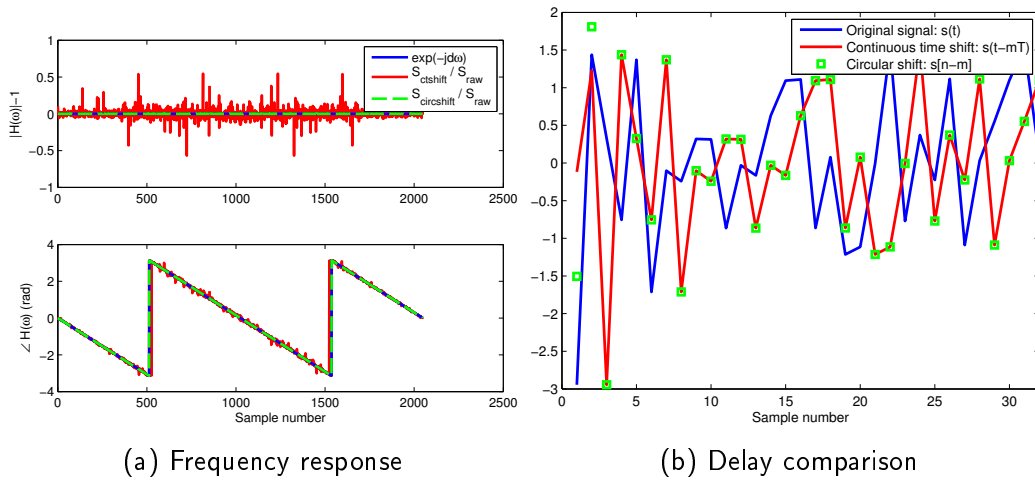 1
0.5
0
−0.5
−1
|H(ω)|−1
0 500 1000 1500 2000 2500
exp(−jdω)
S_ctshift / S_raw
S_circshift / S_raw
4
2
0
−2
−4
∠ H(ω) (rad)
0 500 1000 1500 2000 2500
Sample number
(a) Frequency response
2
1.5
1
0.5
0
−0.5
−1
−1.5
−2
−2.5
−3
0 5 10 15 20 25 30
Sample number
Original signal: s(t)
Continuous time shift: s(t−mT)
Circular shift: s[n−m]
(b) Delay comparison